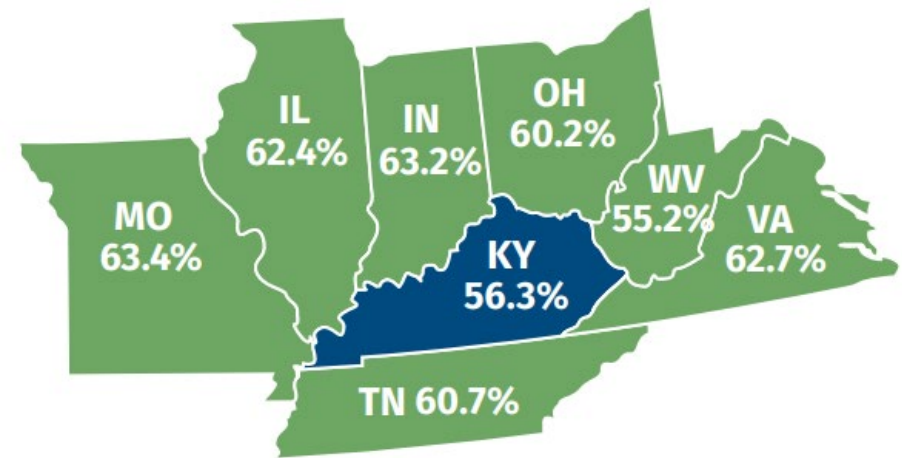 IL
62.4%
IN
63.2%
OH
60.2%
MO
63.4%
WV
55.2%
VA
62.7%
KY
56.3%
TN 60.7%